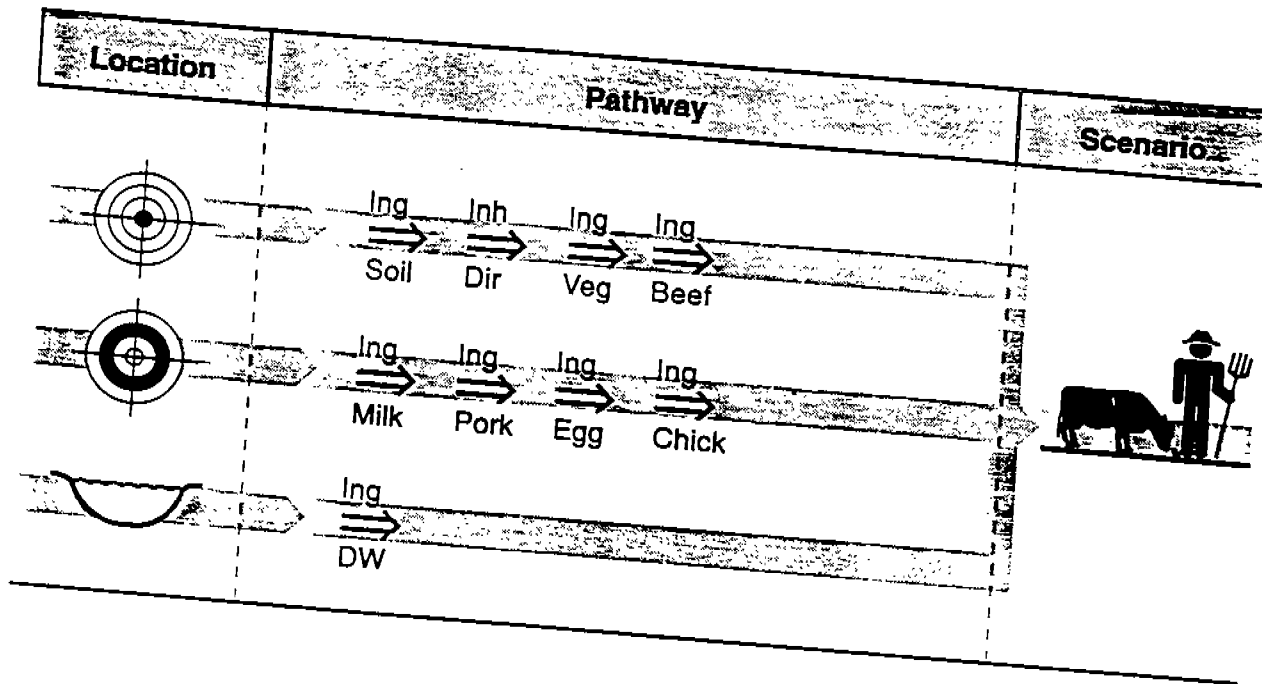 Location Pathway Scenario
Ing Inh Ing Ing
Soil Dir Veg Beef
Ing Ing Ing Ing
Milk Pork Egg Chick
Ing
DW